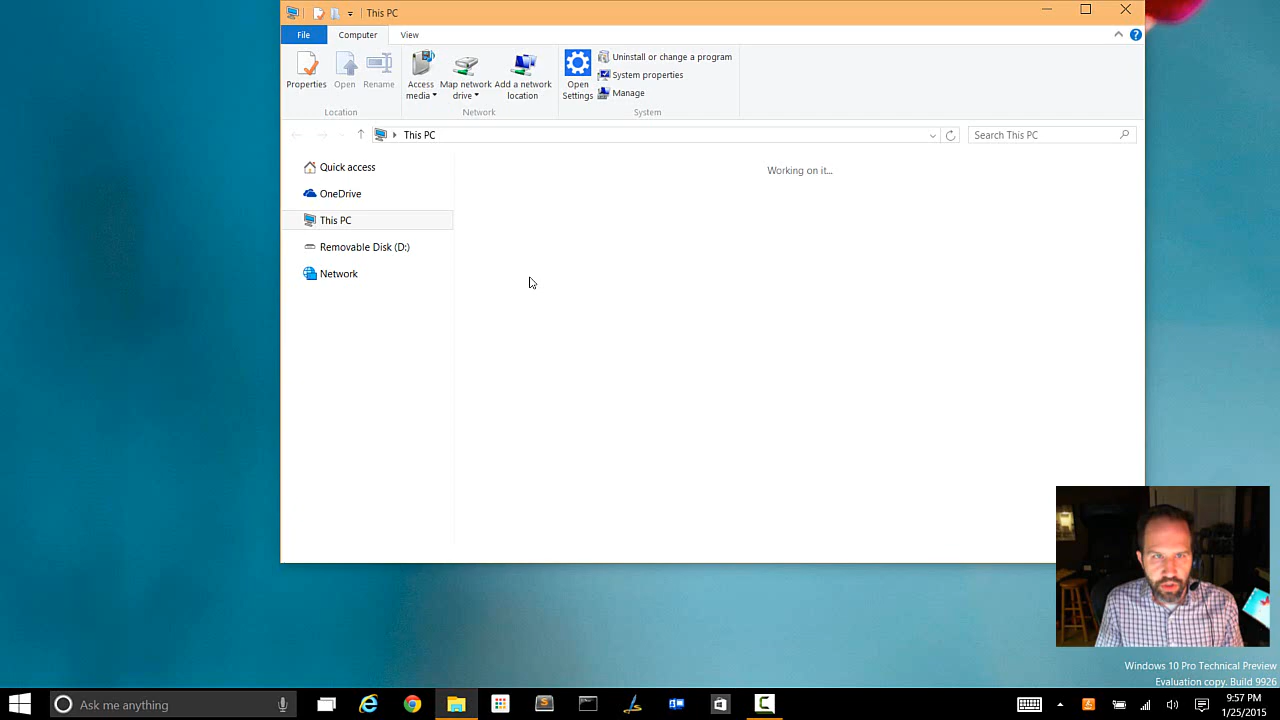 This PC
File Computer View
Uninstall or change a program
System properties
Manage
Properties Open Rename Access media Map network drive Add a network location Open Settings
Location Network System
This PC
Search This PC
Quick access
OneDrive
This PC
Removable Disk (D:)
Network
Working on it...
Windows 10 Pro Technical Preview
Evaluation copy. Build 9926
Ask me anything
9:57 PM
1/25/2015